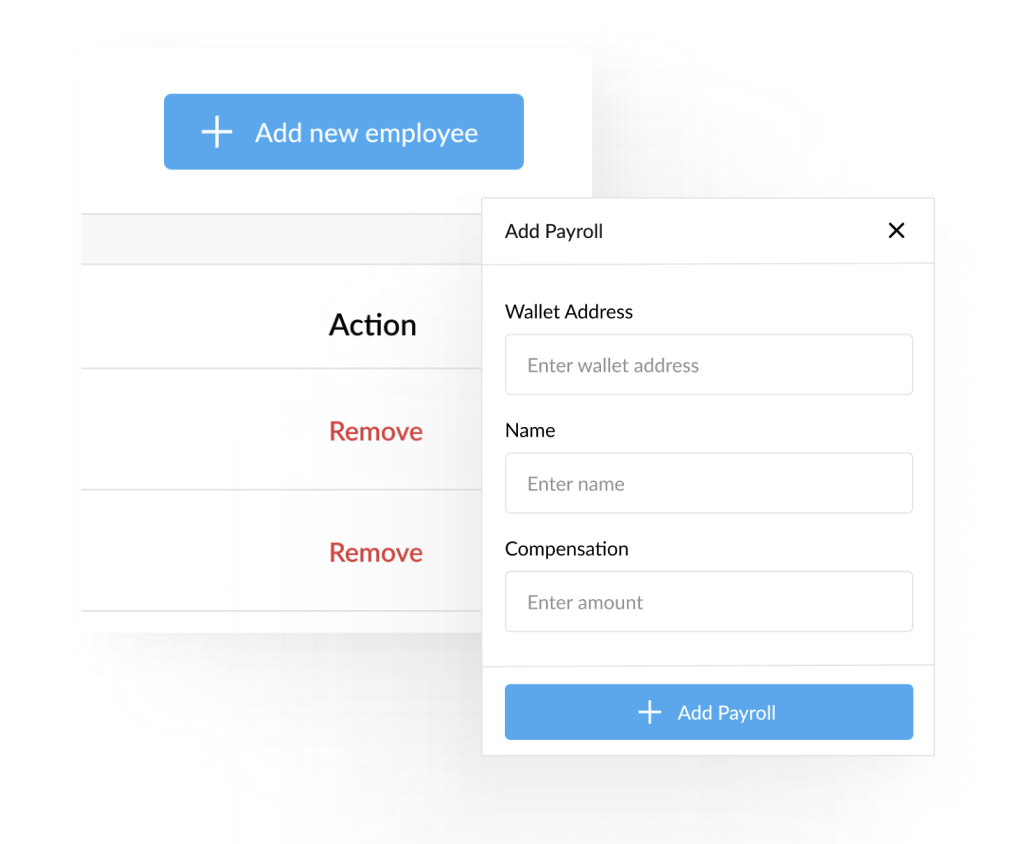 Add new employee
Action
Remove
Remove
Add Payroll
Wallet Address
Enter wallet address
Name
Enter name
Compensation
Enter amount
Add Payroll